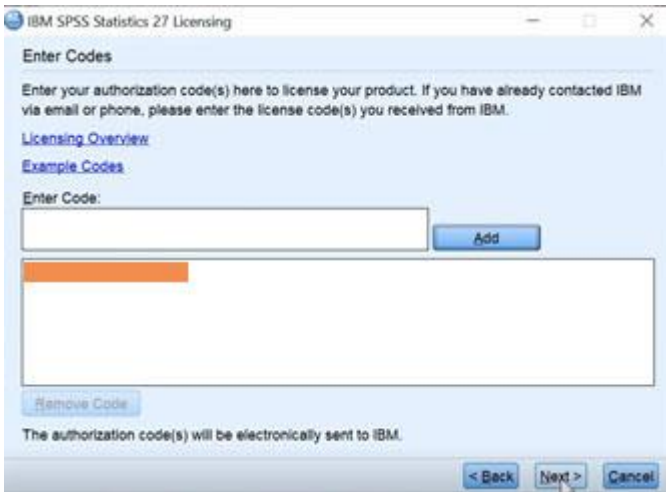 IBM SPSS Statistics 27 Licensing
Enter Codes
Enter your authorization code(s) here to license your product. If you have already contacted IBM
via email or phone, please enter the license code(s) you received from IBM.
Licensing Overview
Example Codes
Enter Code:
Add
Remove Code
The authorization code(s) will be electronically sent to IBM.
< Back Next > Cancel